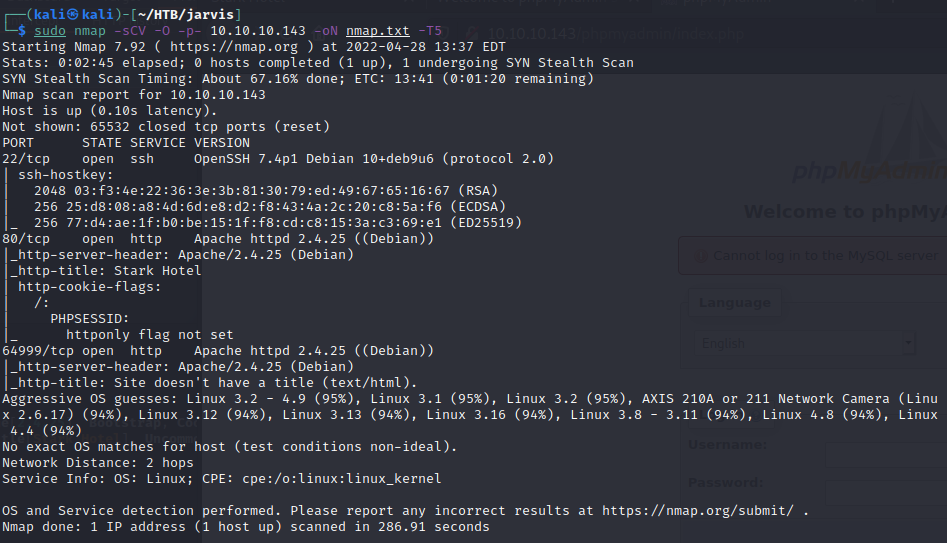 ┌──(kali㉿kali)-[~/HTB/jarvis]
└─$ sudo nmap -sCV -O -p- 10.10.10.143 -oN nmap.txt -T5
Starting Nmap 7.92 ( https://nmap.org ) at 2022-04-28 13:37 EDT
Stats: 0:02:45 elapsed; 0 hosts completed (1 up), 1 undergoing SYN Stealth Scan
SYN Stealth Scan Timing: About 67.16% done; ETC: 13:41 (0:01:20 remaining)
Nmap scan report for 10.10.10.143
Host is up (0.10s latency).
Not shown: 65532 closed tcp ports (reset)
PORT      STATE SERVICE VERSION
22/tcp    open  ssh     OpenSSH 7.4p1 Debian 10+deb9u6 (protocol 2.0)
| ssh-hostkey:
|   2048 03:f3:4e:22:36:3e:3b:81:30:79:ed:49:67:65:16:67 (RSA)
|   256 25:d8:08:a8:4d:6d:e8:d2:f8:43:4a:2c:20:c8:5a:f6 (ECDSA)
|_  256 77:d4:ae:1f:b0:be:15:1f:f8:cd:c8:15:3a:c3:69:e1 (ED25519)
80/tcp    open  http    Apache httpd 2.4.25 ((Debian))
|_http-server-header: Apache/2.4.25 (Debian)
|_http-title: Stark Hotel
| http-cookie-flags:
|   /:
|     PHPSESSID:
|_      httponly flag not set
64999/tcp open  http    Apache httpd 2.4.25 ((Debian))
|_http-server-header: Apache/2.4.25 (Debian)
|_http-title: Site doesn't have a title (text/html).
Aggressive OS guesses: Linux 3.2 - 4.9 (95%), Linux 3.1 (95%), Linux 3.2 (95%), AXIS 210A or 211 Network Camera (Linu
x 2.6.17) (94%), Linux 3.12 (94%), Linux 3.13 (94%), Linux 3.16 (94%), Linux 3.8 - 3.11 (94%), Linux 4.8 (94%), Linux
 4.4 (94%)
No exact OS matches for host (test conditions non-ideal).
Network Distance: 2 hops
Service Info: OS: Linux; CPE: cpe:/o:linux:linux_kernel

OS and Service detection performed. Please report any incorrect results at https://nmap.org/submit/ .
Nmap done: 1 IP address (1 host up) scanned in 286.91 seconds
phpMyAdmin
Welcome to phpMyA
Cannot log in to the MySQL server
Language
English
Username:
Password: